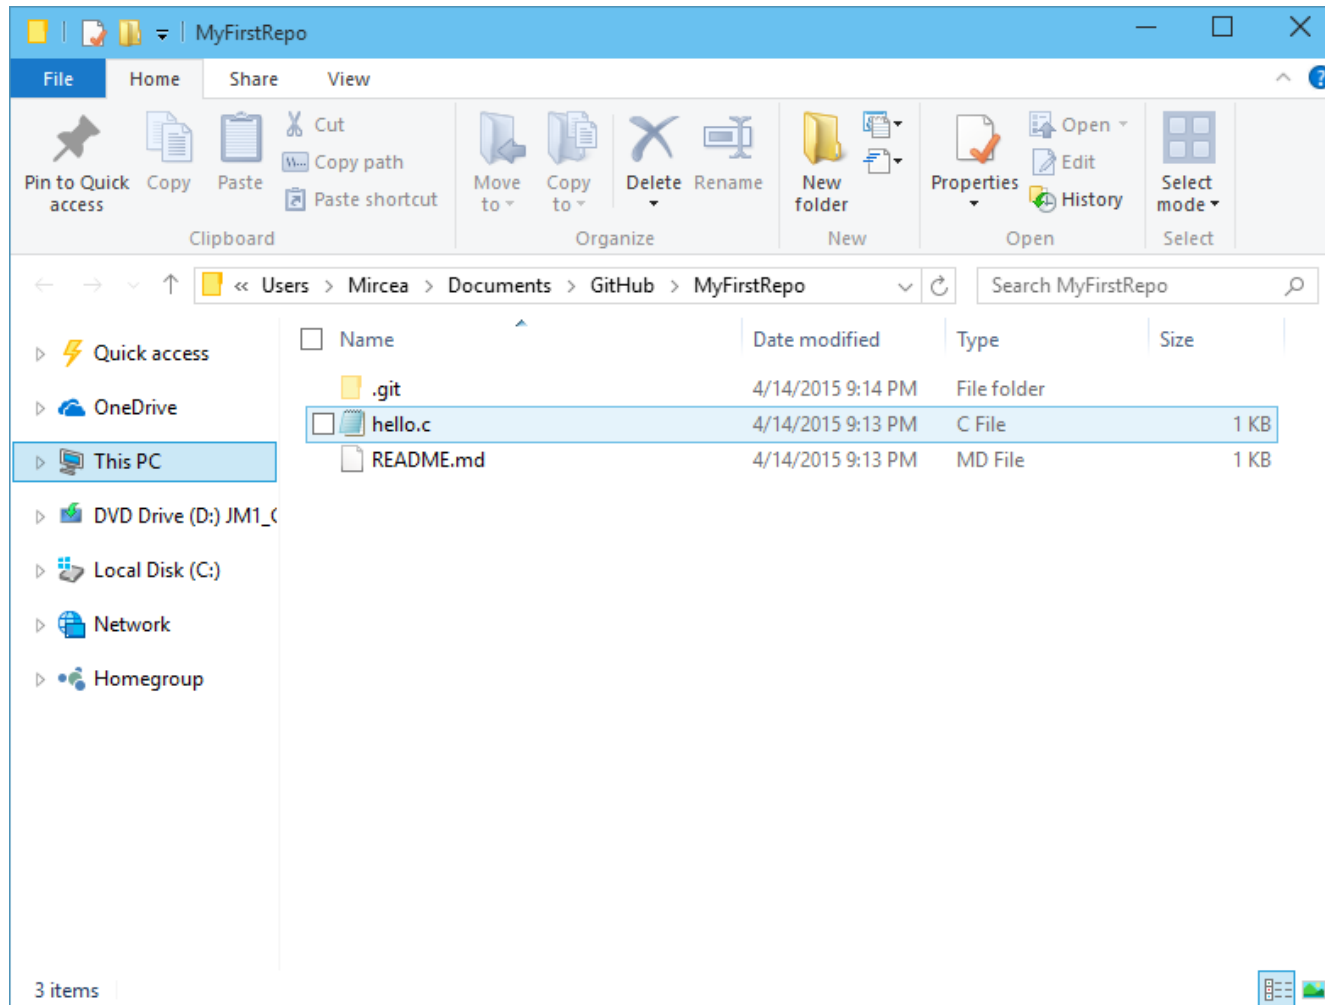 MyFirstRepo
File Home Share View
Pin to Quick access
Copy
Paste
Cut
Copy path
Paste shortcut
Move to
Copy to
Delete
Rename
New folder
Properties
Open
Edit
History
Select mode
Clipboard Organize New Open Select
« Users > Mircea > Documents > GitHub > MyFirstRepo Search MyFirstRepo
Quick access
OneDrive
This PC
DVD Drive (D:) JM1_
Local Disk (C:)
Network
Homegroup
Name Date modified Type Size
.git 4/14/2015 9:14 PM File folder
hello.c 4/14/2015 9:13 PM C File 1 KB
README.md 4/14/2015 9:13 PM MD File 1 KB
3 items